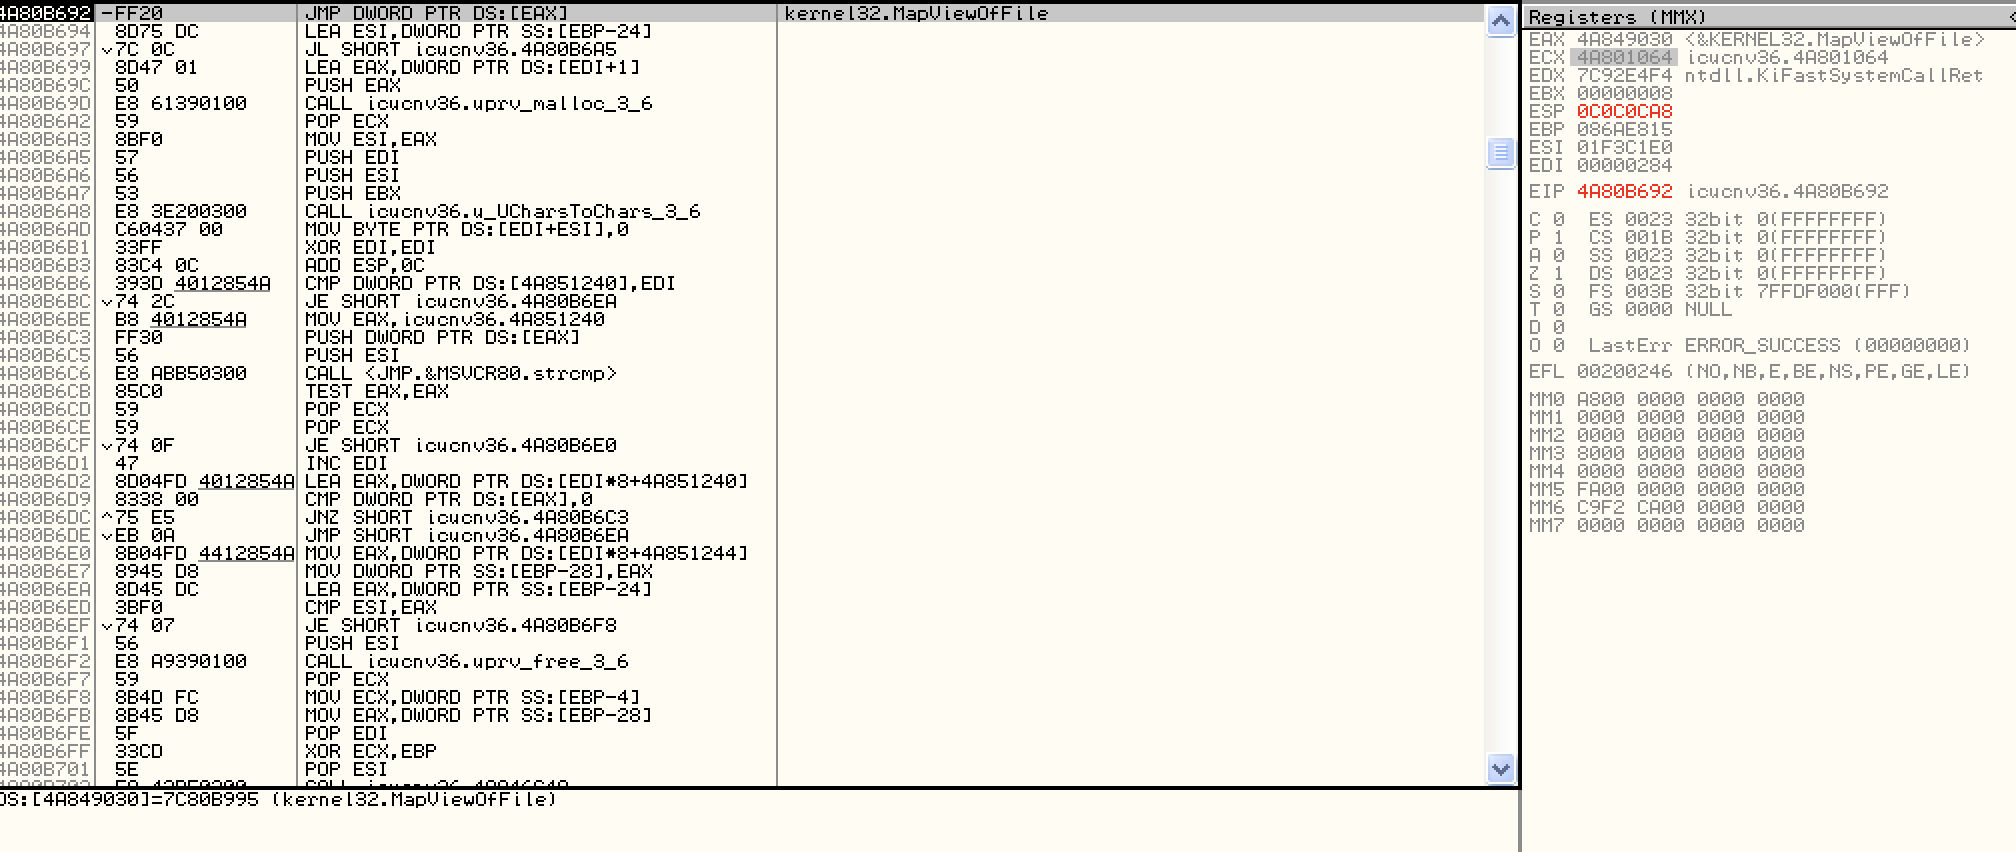 4A80B692 -FF20 JMP DWORD PTR DS:[EAX] kernel32.MapViewOfFile
4A80B694 8D75 DC LEA ESI,DWORD PTR SS:[EBP-24]
4A80B697 7C 0C JL SHORT icucnv36.4A80B6A5
4A80B699 8D47 01 LEA EAX,DWORD PTR DS:[EDI+1]
4A80B69C 50 PUSH EAX
4A80B69D E8 61390100 CALL icucnv36.uprv_malloc_3_6
4A80B6A2 59 POP ECX
4A80B6A3 8BF0 MOV ESI,EAX
4A80B6A5 57 PUSH EDI
4A80B6A6 56 PUSH ESI
4A80B6A7 53 PUSH EBX
4A80B6A8 E8 3E200300 CALL icucnv36.u_UCharsToChars_3_6
4A80B6AD C60437 00 MOV BYTE PTR DS:[EDI+ESI],0
4A80B6B1 33FF XOR EDI,EDI
4A80B6B3 83C4 0C ADD ESP,0C
4A80B6B6 393D 4012854A CMP DWORD PTR DS:[4A851240],EDI
4A80B6BC 74 2C JE SHORT icucnv36.4A80B6EA
4A80B6BE B8 4012854A MOV EAX,icucnv36.4A851240
4A80B6C3 FF30 PUSH DWORD PTR DS:[EAX]
4A80B6C5 56 PUSH ESI
4A80B6C6 E8 ABB50300 CALL <JMP.&MSVCR80.strcmp>
4A80B6CB 85C0 TEST EAX,EAX
4A80B6CD 59 POP ECX
4A80B6CE 59 POP ECX
4A80B6CF 74 0F JE SHORT icucnv36.4A80B6E0
4A80B6D1 47 INC EDI
4A80B6D2 8D04FD 4012854A LEA EAX,DWORD PTR DS:[EDI*8+4A851240]
4A80B6D9 8338 00 CMP DWORD PTR DS:[EAX],0
4A80B6DC ^75 E5 JNZ SHORT icucnv36.4A80B6C3
4A80B6DE EB 0A JMP SHORT icucnv36.4A80B6EA
4A80B6E0 8B04FD 4412854A MOV EAX,DWORD PTR DS:[EDI*8+4A851244]
4A80B6E7 8945 D8 MOV DWORD PTR SS:[EBP-28],EAX
4A80B6EA 8D45 DC LEA EAX,DWORD PTR SS:[EBP-24]
4A80B6ED 3BF0 CMP ESI,EAX
4A80B6EF 74 07 JE SHORT icucnv36.4A80B6F8
4A80B6F1 56 PUSH ESI
4A80B6F2 E8 A9390100 CALL icucnv36.uprv_free_3_6
4A80B6F7 59 POP ECX
4A80B6F8 8B4D FC MOV ECX,DWORD PTR SS:[EBP-4]
4A80B6FB 8B45 D8 MOV EAX,DWORD PTR SS:[EBP-28]
4A80B6FE 5F POP EDI
4A80B6FF 33CD XOR ECX,EBP
4A80B701 5E POP ESI
DS:[4A849030]=7C80B995 (kernel32.MapViewOfFile)
Registers (MMX)
EAX 4A849030 <&KERNEL32.MapViewOfFile>
ECX 4A801064 icucnv36.4A801064
EDX 7C92E4F4 ntdll.KiFastSystemCallRet
EBX 00000008
ESP 0C0C0CA8
EBP 086AE815
ESI 01F3C1E0
EDI 00000284
EIP 4A80B692 icucnv36.4A80B692
C 0 ES 0023 32bit 0(FFFFFFFF)
P 1 CS 001B 32bit 0(FFFFFFFF)
A 0 SS 0023 32bit 0(FFFFFFFF)
Z 1 DS 0023 32bit 0(FFFFFFFF)
S 0 FS 003B 32bit 7FFDF000(FFF)
T 0 GS 0000 NULL
D 0
O 0 LastErr ERROR_SUCCESS (00000000)
EFL 00200246 (NO,NB,E,BE,NS,PE,GE,LE)
MM0 A800 0000 0000 0000
MM1 0000 0000 0000 0000
MM2 0000 0000 0000 0000
MM3 8000 0000 0000 0000
MM4 0000 0000 0000 0000
MM5 FA00 0000 0000 0000
MM6 C9F2 CA00 0000 0000
MM7 0000 0000 0000 0000